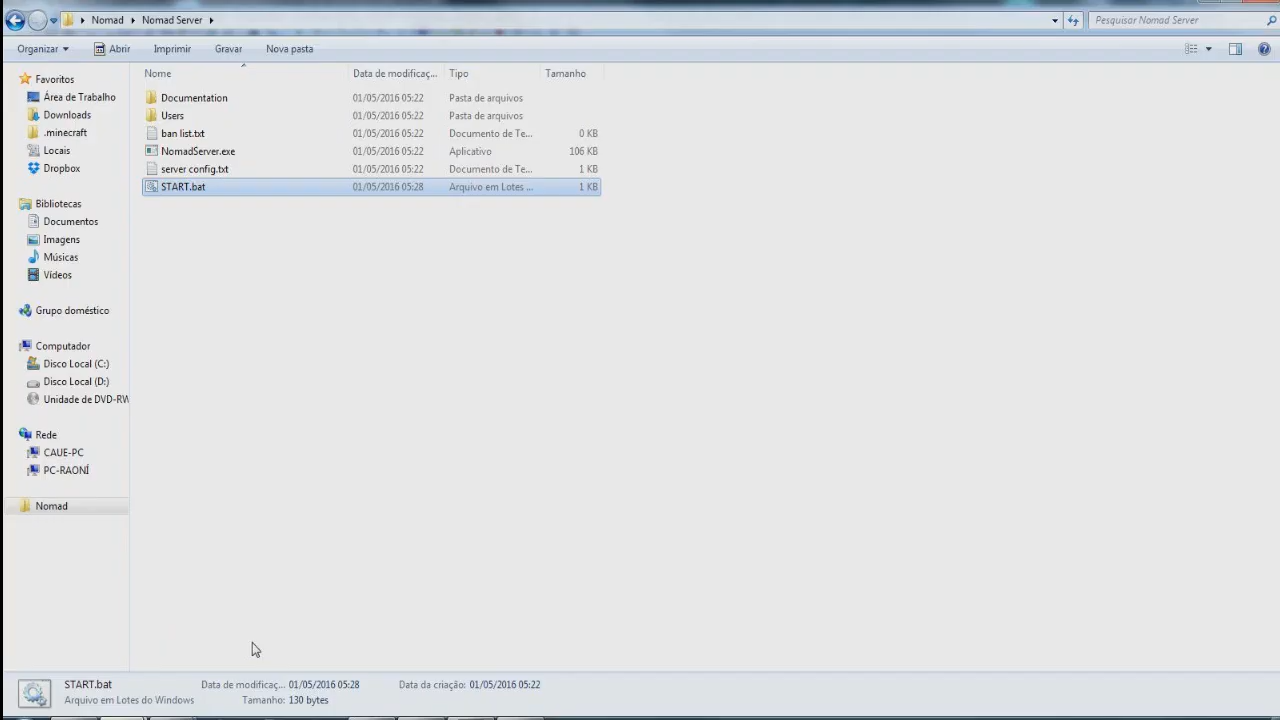 Nomad Nomad Server Pesquisar Nomad Server
Organizar Abrir Imprimir Gravar Nova pasta
Nome Data de modificaç... Tipo Tamanho
Favoritos
Área de Trabalho
Downloads
.minecraft
Locais
Dropbox
Bibliotecas
Documentos
Imagens
Músicas
Vídeos
Grupo doméstico
Computador
Disco Local (C:)
Disco Local (D:)
Unidade de DVD-RW
Rede
CAUE-PC
PC-RAONÍ
Nomad
Documentation 01/05/2016 05:22 Pasta de arquivos
Users 01/05/2016 05:22 Pasta de arquivos
ban list.txt 01/05/2016 05:22 Documento de Te... 0 KB
NomadServer.exe 01/05/2016 05:22 Aplicativo 106 KB
server config.txt 01/05/2016 05:22 Documento de Te... 1 KB
START.bat 01/05/2016 05:28 Arquivo em Lotes ... 1 KB
START.bat Data de modificaç... 01/05/2016 05:28 Data da criação: 01/05/2016 05:22
Arquivo em Lotes do Windows Tamanho: 130 bytes